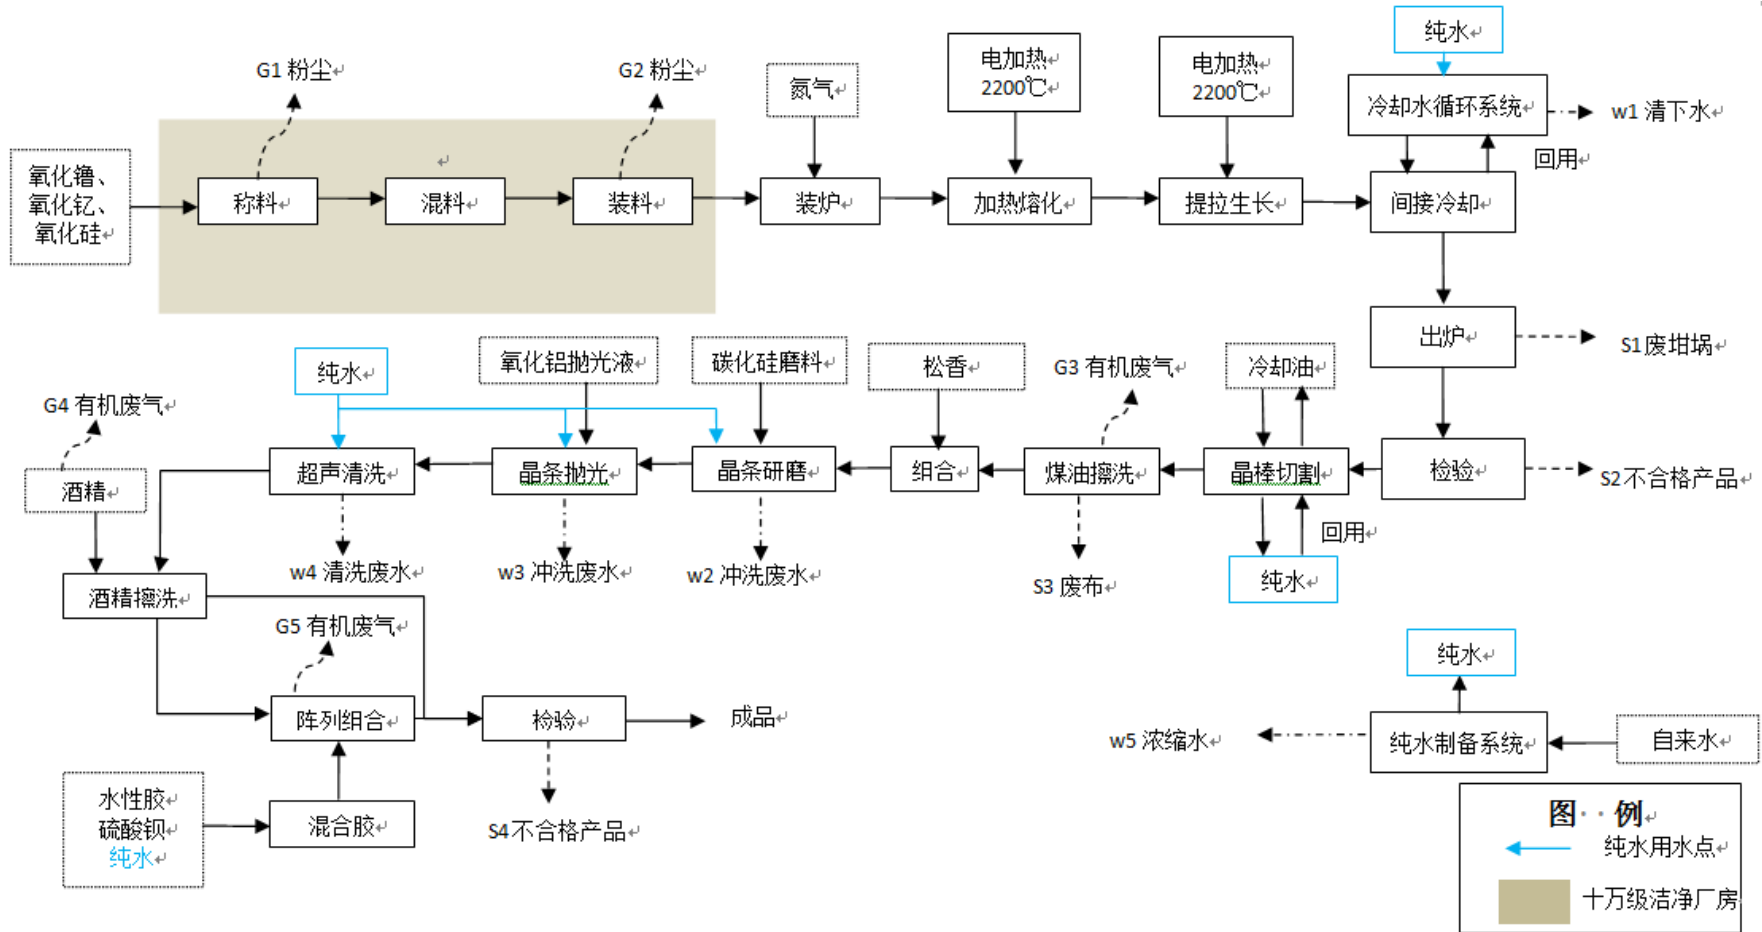 纯水
G1 粉尘
G2 粉尘
氮气
电加热
2200℃
电加热
2200℃
冷却水循环系统
w1 清下水
回用
氧化镥、
氧化钇、
氧化硅
称料
混料
装料
装炉
加热熔化
提拉生长
间接冷却
出炉
S1废坩埚
纯水
氧化铝抛光液
碳化硅磨料
松香
G3 有机废气
冷却油
G4 有机废气
酒精
超声清洗
晶条抛光
晶条研磨
组合
煤油擦洗
晶棒切割
检验
S2不合格产品
回用
w4 清洗废水
w3 冲洗废水
w2 冲洗废水
S3 废布
纯水
酒精擦洗
G5 有机废气
纯水
阵列组合
检验
成品
w5 浓缩水
纯水制备系统
自来水
水性胶
硫酸钡
纯水
混合胶
S4不合格产品
图 例
纯水用水点
十万级洁净厂房